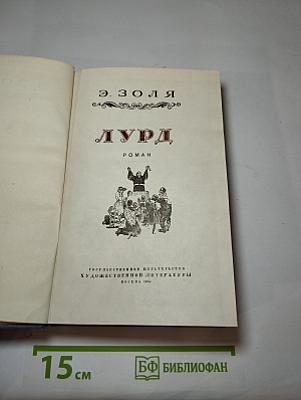 Э. ЗОЛЯ
ЛУРД
РОМАН
ГОСУДАРСТВЕННОЕ ИЗДАТЕЛЬСТВО
ХУДОЖЕСТВЕННОЙ ЛИТЕРАТУРЫ
МОСКВА
15 см
БФ БИБЛИОФАН